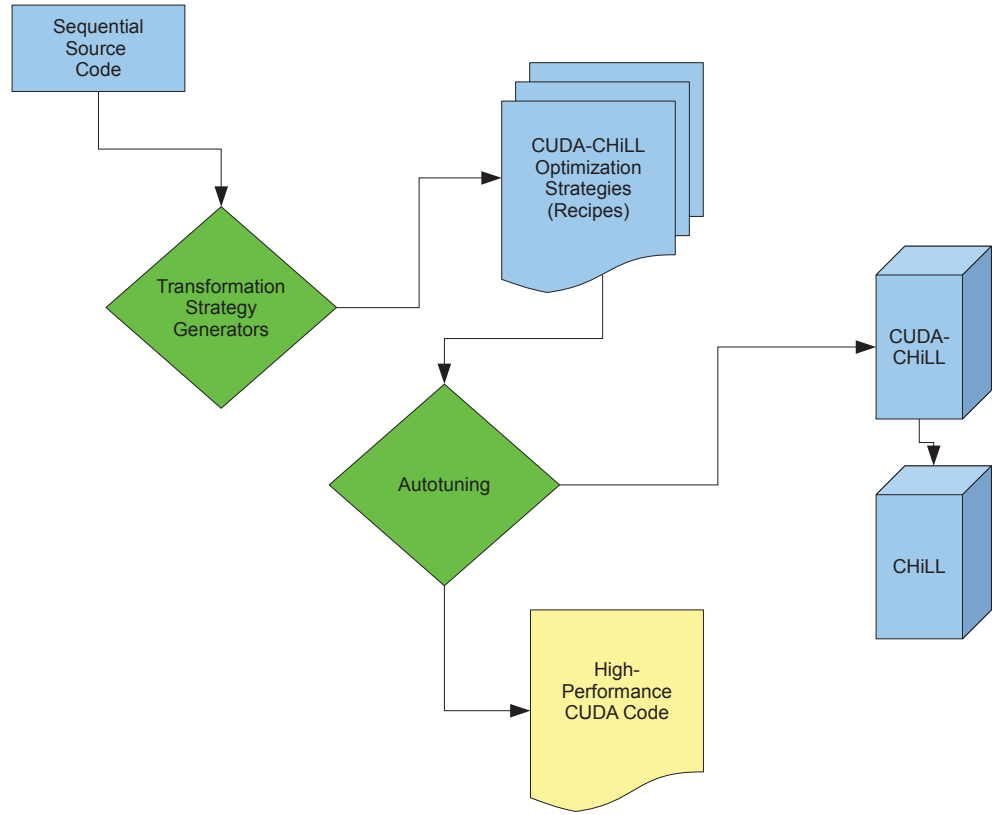 Sequential
Source
Code
CUDA-CHiLL
Optimization
Strategies
(Recipes)
Transformation
Strategy
Generators
CUDA-
CHiLL
Autotuning
CHiLL
High-
Performance
CUDA Code